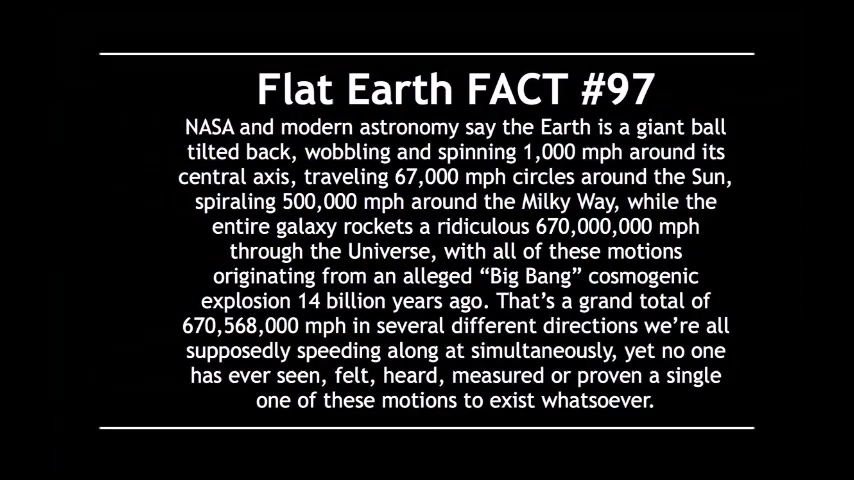 Flat Earth FACT #97
NASA and modern astronomy say the Earth is a giant ball
tilted back, wobbling and spinning 1,000 mph around its
central axis, traveling 67,000 mph circles around the Sun,
spiraling 500,000 mph around the Milky Way, while the
entire galaxy rockets a ridiculous 670,000,000 mph
through the Universe, with all of these motions
originating from an alleged “Big Bang” cosmogenic
explosion 14 billion years ago. That’s a grand total of
670,568,000 mph in several different directions we’re all
supposedly speeding along at simultaneously, yet no one
has ever seen, felt, heard, measured or proven a single
one of these motions to exist whatsoever.